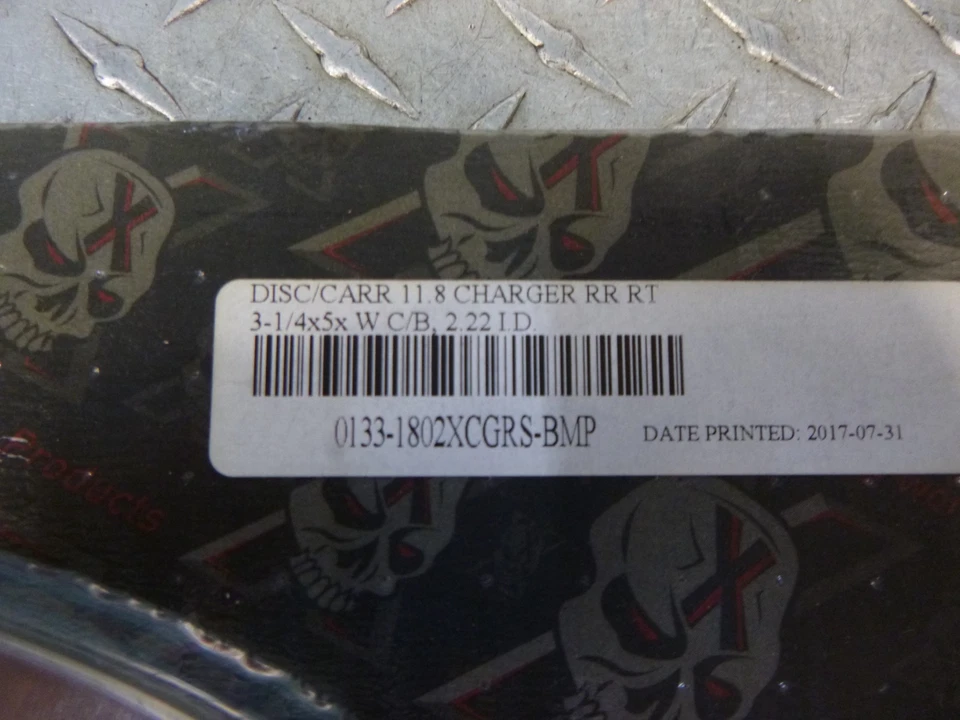 DISC/CARR 11.8 CHARGER RR RT
3-1/4x5x W C/B, 2.22 I.D.
0133-1802XCGRS-BMP
DATE PRINTED: 2017-07-31
Products